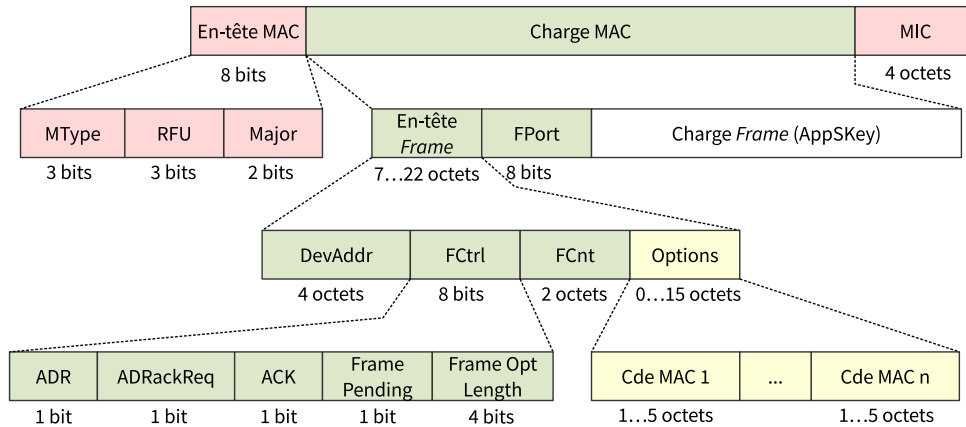 En-tête MAC
Charge MAC
MIC
8 bits
4 octets
MType
RFU
Major
En-tête
Frame
FPort
Charge Frame (AppSKey)
3 bits
3 bits
2 bits
7...22 octets
8 bits
DevAddr
FCtrl
FCnt
Options
4 octets
8 bits
2 octets
0...15 octets
ADR
ADRackReq
ACK
Frame
Pending
Frame Opt
Length
Cde MAC 1
...
Cde MAC n
1 bit
1 bit
1 bit
1 bit
4 bits
1...5 octets
1...5 octets